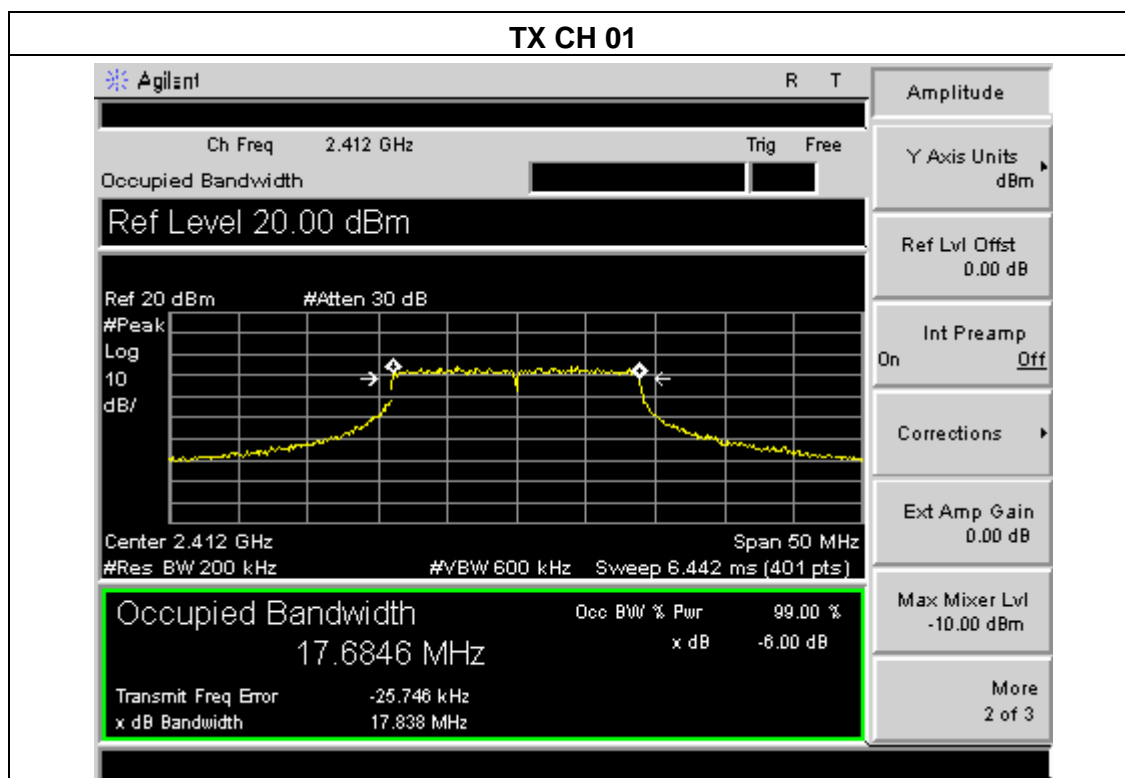 TX CH 01
Agilent R T
Ch Freq 2.412 GHz Trig Free
Occupied Bandwidth
Ref Level 20.00 dBm
Ref 20 dBm #Atten 30 dB
#Peak
Log
10
dB/
Center 2.412 GHz Span 50 MHz
#Res BW 200 kHz #VBW 600 kHz Sweep 6.442 ms (401 pts)
Occupied Bandwidth Occ BW % Pwr 99.00 %
17.6846 MHz x dB -6.00 dB
Transmit Freq Error -25.746 kHz
x dB Bandwidth 17.838 MHz
Amplitude
Y Axis Units
dBm
Ref Lvl Offst
0.00 dB
Int Preamp
On Off
Corrections
Ext Amp Gain
0.00 dB
Max Mixer Lvl
-10.00 dBm
More
2 of 3